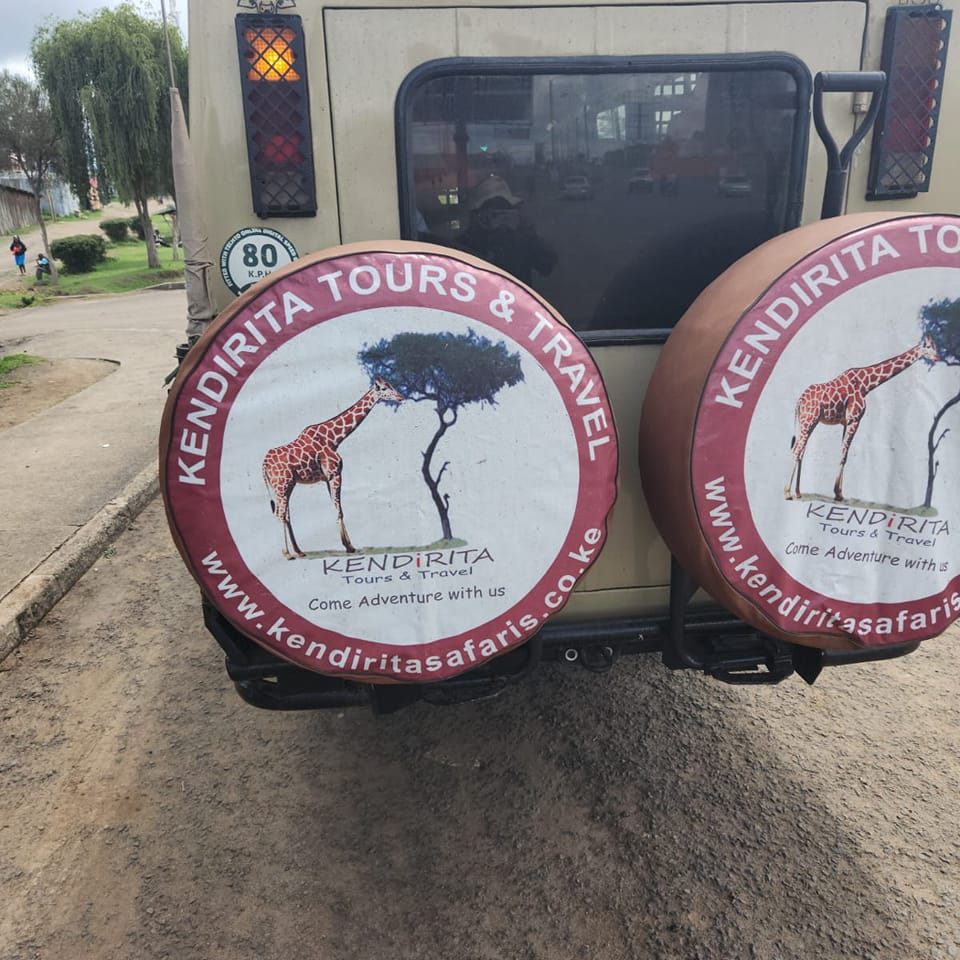 80
K.P.H
KENDIRITA TOURS & TRAVEL
KENDiRITA
Tours & Travel
Come Adventure with us
www.kendiritasafaris.co.ke
KENDIRITA TO
KENDiRITA
Tours & Travel
Come Adventure with us
www.kendiritasafaris